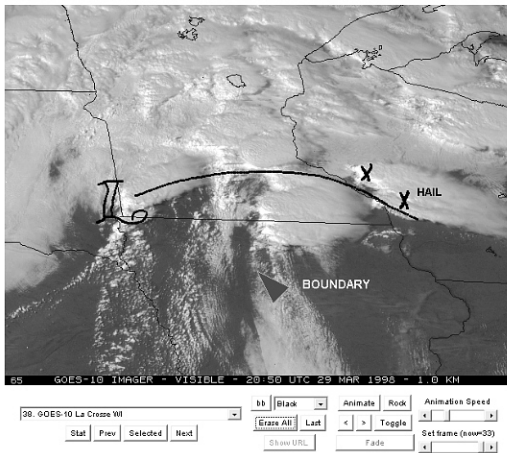 HAIL
BOUNDARY
65 GOES-10 IMAGER - VISIBLE - 20:50 UTC 29 MAR 1998 - 1.0 KM
38. GOES-10 La Crosse WI
bb Black Animate Rock Animation Speed
Erase All Last < > Toggle Set frame (now=33)
Stat Prev Selected Next
Show URL Fade